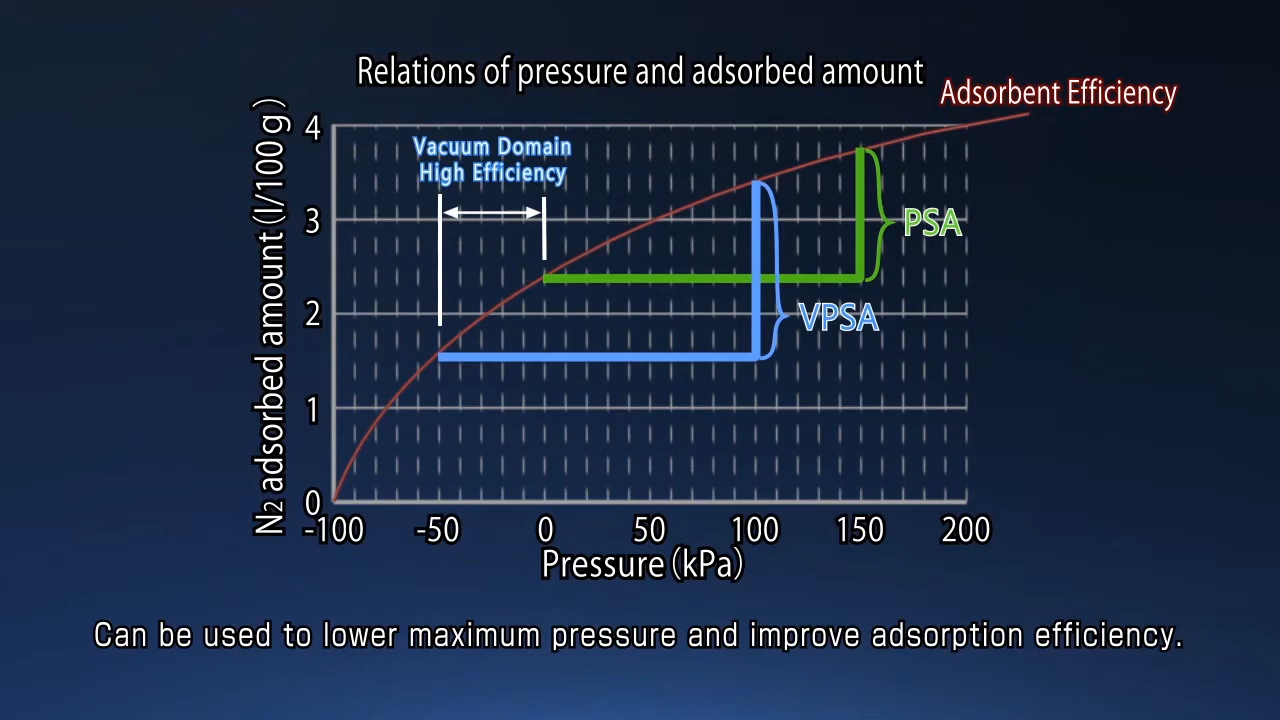 Relations of pressure and adsorbed amount
Adsorbent Efficiency
N2 adsorbed amount (l/100 g)
4
3
2
1
0
Vacuum Domain
High Efficiency
PSA
VPSA
-100 -50 0 50 100 150 200
Pressure (kPa)
Can be used to lower maximum pressure and improve adsorption efficiency.